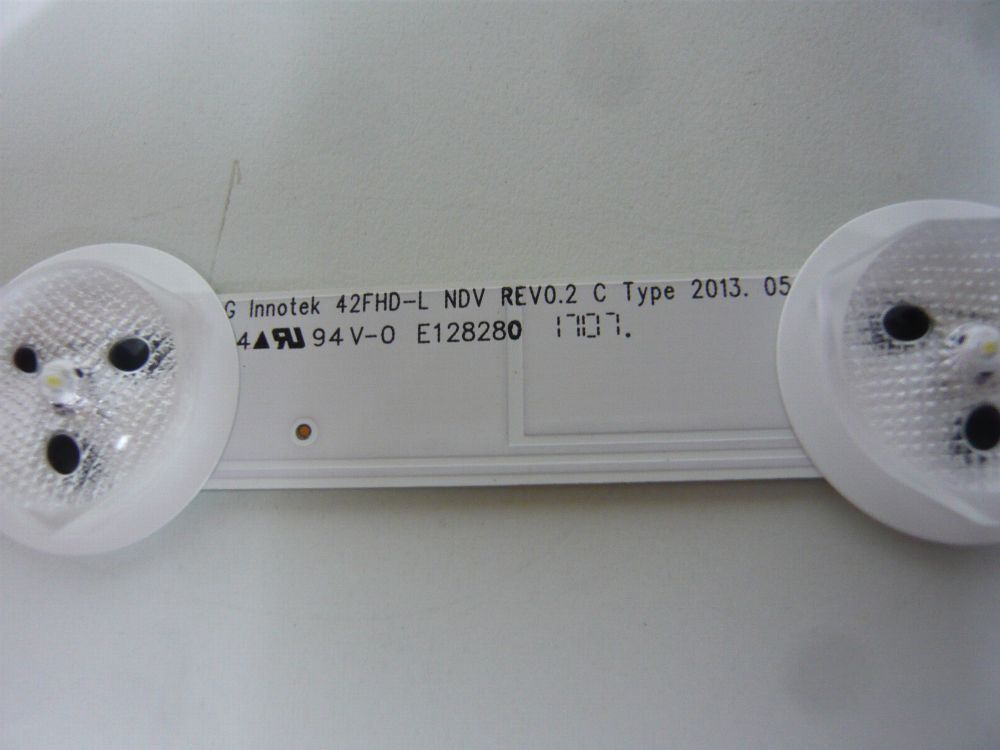 G Innotek 42FHD-L NDV REV0.2 C Type 2013. 05
4 94V-0 E128280 1707.